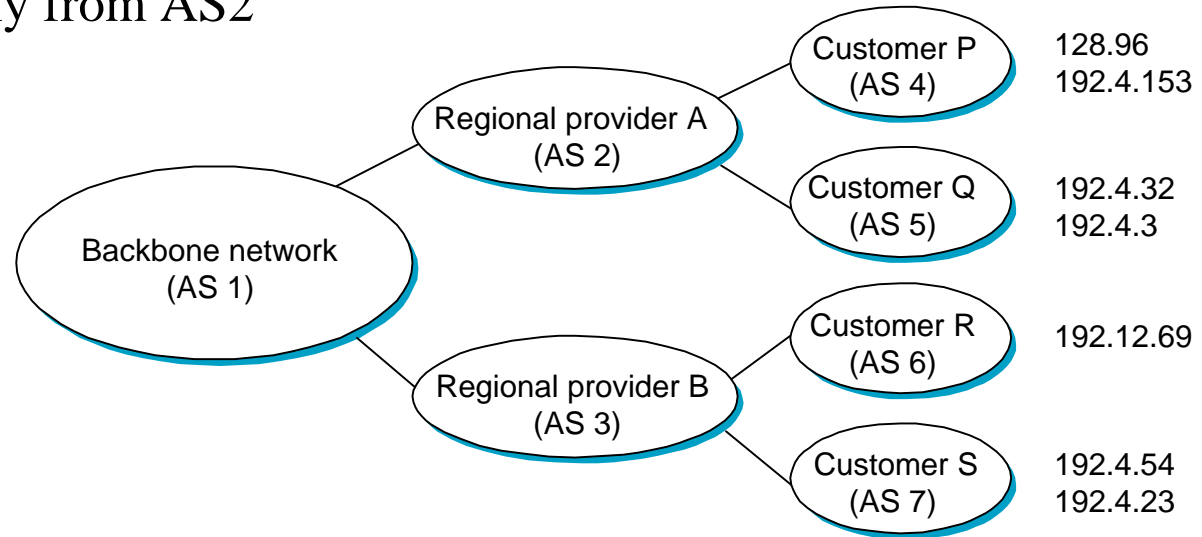 from AS2
Customer P
(AS 4)
128.96
192.4.153
Regional provider A
(AS 2)
Customer Q
(AS 5)
192.4.32
192.4.3
Backbone network
(AS 1)
Customer R
(AS 6)
192.12.69
Regional provider B
(AS 3)
Customer S
(AS 7)
192.4.54
192.4.23